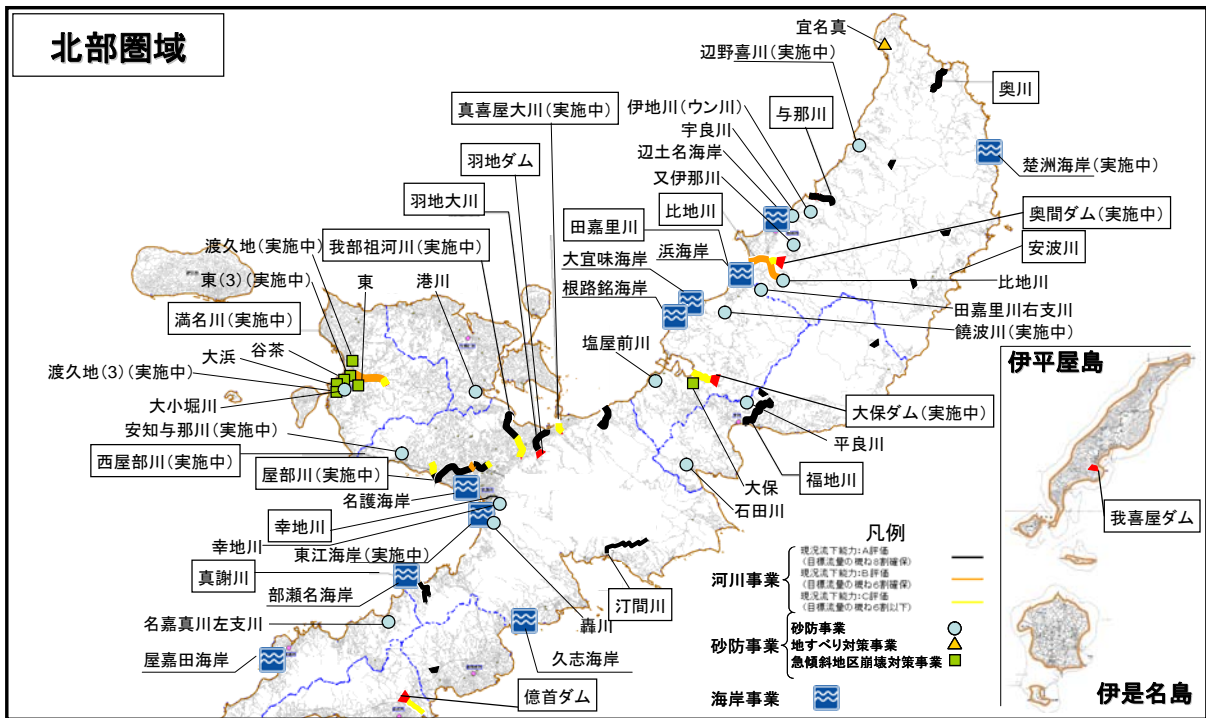 北部圏域
宜名真
辺野喜川(実施中)
奥川
真喜屋大川(実施中)
伊地川(ウン川)
与那川
宇良川
羽地ダム
辺土名海岸
楚洲海岸(実施中)
又伊那川
羽地大川
比地川
奥間ダム(実施中)
田嘉里川
渡久地(実施中)
我部祖河川(実施中)
浜海岸
安波川
大宜味海岸
東(3)(実施中)
東
港川
比地川
根路銘海岸
満名川(実施中)
田嘉里川右支川
饒波川(実施中)
谷茶
塩屋前川
大浜
伊平屋島
渡久地(3)(実施中)
大小堀川
大保ダム(実施中)
安知与那川(実施中)
平良川
西屋部川(実施中)
屋部川(実施中)
福地川
大保
名護海岸
石田川
我喜屋ダム
幸地川
幸地川
東江海岸(実施中)
真謝川
部瀬名海岸
汀間川
名嘉真川左支川
轟川
屋嘉田海岸
久志海岸
億首ダム
伊是名島
凡例
河川事業
現況流下能力:A評価
(目標流量の概ね8割確保)
現況流下能力:B評価
(目標流量の概ね6割確保)
現況流下能力:C評価
(目標流量の概ね6割以下)
砂防事業
砂防事業
地すべり対策事業
急傾斜地区崩壊対策事業
海岸事業